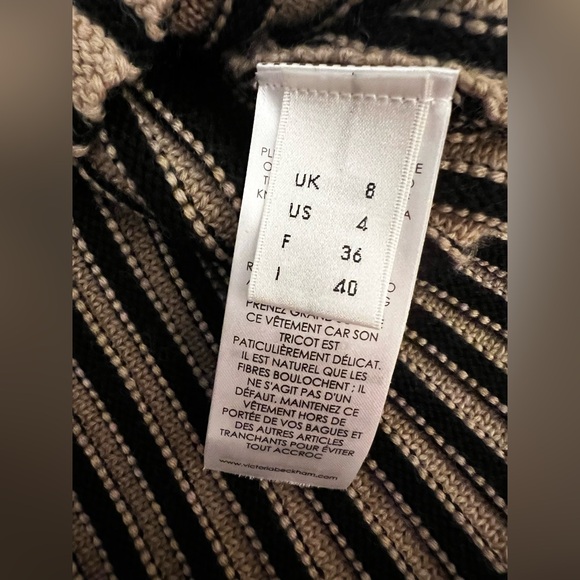 UK 8
US 4
F 36
I 40
CE VÊTEMENT CAR SON
TRICOT EST
PATICULIÈREMENT DÉLICAT.
IL EST NATUREL QUE LES
FIBRES BOULOCHENT : IL
NE S'AGIT PAS D'UN
DÉFAUT. MAINTENEZ CE
VÊTEMENT HORS DE
PORTÉE DE VOS BAGUES ET
DES AUTRES ARTICLES
TRANCHANTS POUR ÉVITER
TOUT ACCROC
www.victoriabeckham.com